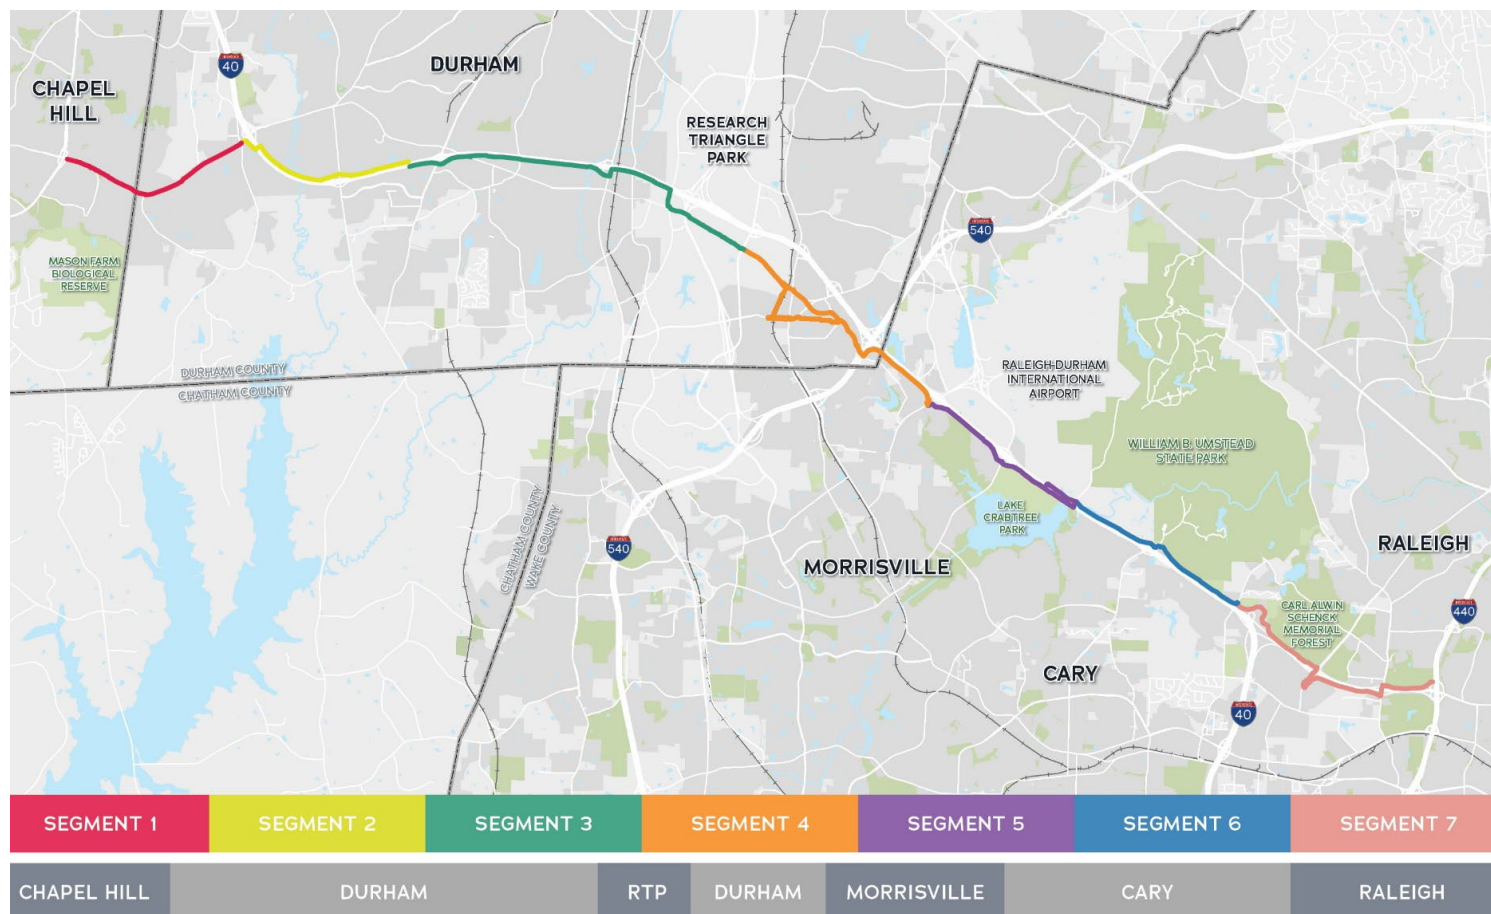 40
DURHAM
CHAPEL
HILL
RESEARCH
TRIANGLE
PARK
540
MASON FARM
BIOLOGICAL
RESERVE
DURHAM COUNTY
CHATHAM COUNTY
RALEIGH-DURHAM
INTERNATIONAL
AIRPORT
WILLIAM B. UMSTEAD
STATE PARK
LAKE
CRABTREE
PARK
CHATHAM COUNTY
WAKE COUNTY
540
MORRISVILLE
RALEIGH
CARL ALWIN
SCHENCK
MEMORIAL
FOREST
440
CARY
40
SEGMENT 1
SEGMENT 2
SEGMENT 3
SEGMENT 4
SEGMENT 5
SEGMENT 6
SEGMENT 7
CHAPEL HILL
DURHAM
RTP
DURHAM
MORRISVILLE
CARY
RALEIGH